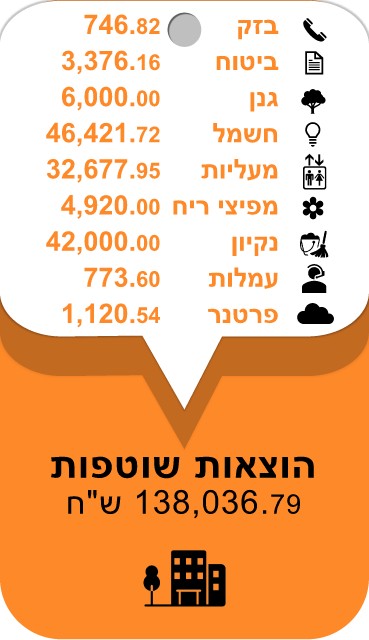 בזק 746.82
ביטוח 3,376.16
גנן 6,000.00
חשמל 46,421.72
מעליות 32,677.95
מפיצי ריח 4,920.00
נקיון 42,000.00
עמלות 773.60
פרטנר 1,120.54
הוצאות שוטפות
138,036.79 ש"ח